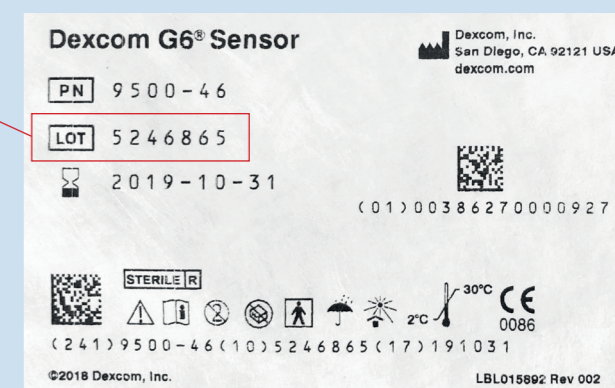 Dexcom G6® Sensor
Dexcom, Inc.
San Diego, CA 92121 USA
dexcom.com
PN 9500-46
LOT 5246865
2019-10-31
(01)00386270000927
STERILE R
2°C
30°C
CE
0086
(241)9500-46(10)5246865(17)191031
©2018 Dexcom, Inc.
LBL015892 Rev 002